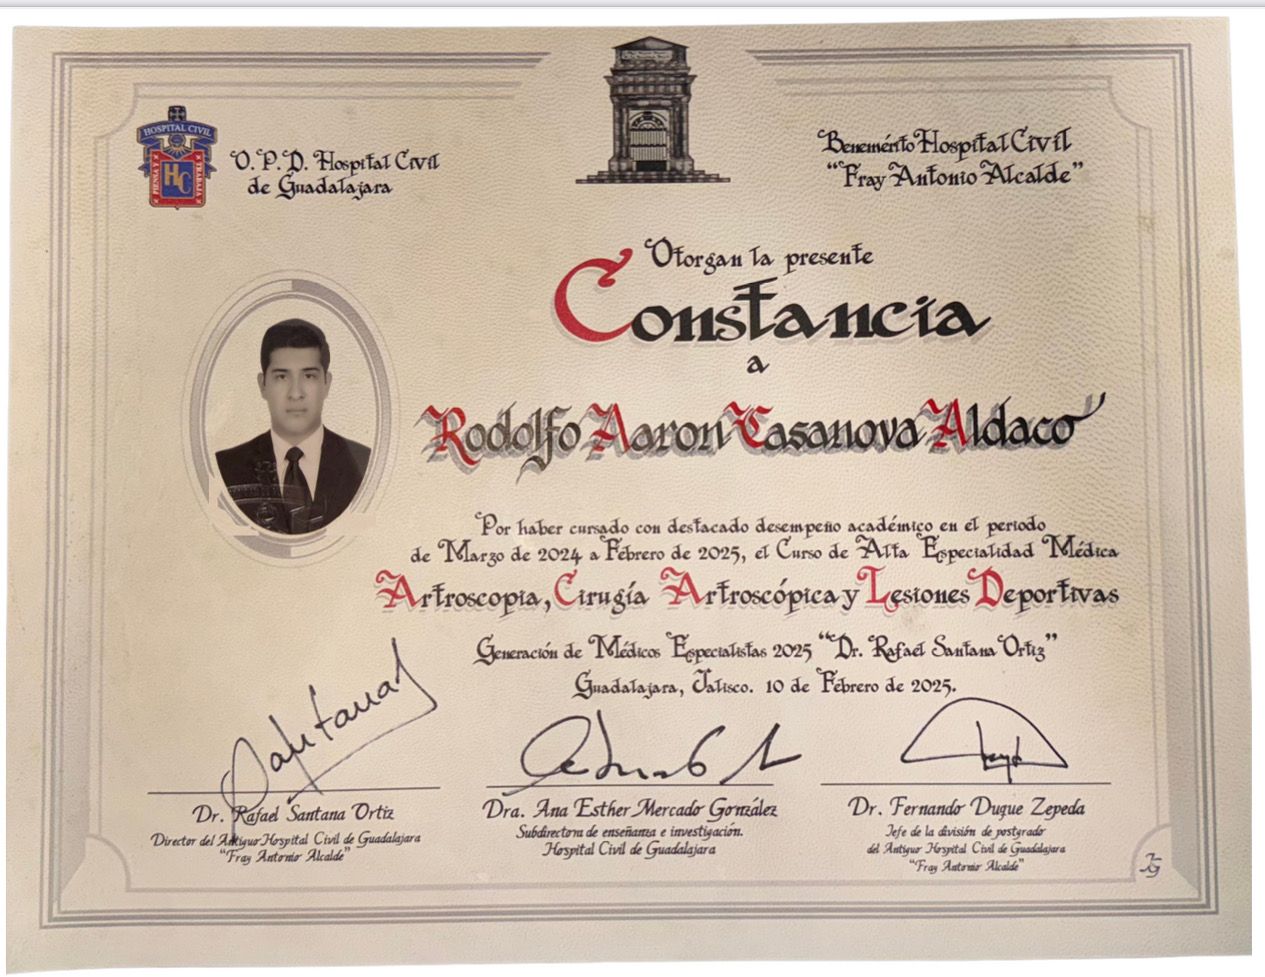 HOSPITAL CIVIL
PIENSA Y
HC
TRABAJA
O. P. D. Hospital Civil
de Guadalajara
Benemérito Hospital Civil
“Fray Antonio Alcalde”
Otorgan la presente
Constancia
a
Rodolfo Aaron Casanova Aldaco
Por haber cursado con destacado desempeño académico en el periodo
de Marzo de 2024 a Febrero de 2025, el Curso de Alta Especialidad Médica
Artroscopia, Cirugía Artroscópica y Lesiones Deportivas
Generación de Médicos Especialistas 2025 “Dr. Rafael Santana Ortiz”
Guadalajara, Jalisco. 10 de Febrero de 2025.
Dr. Rafael Santana Ortiz
Director del Antiguo Hospital Civil de Guadalajara
“Fray Antonio Alcalde”
Dra. Ana Esther Mercado González
Subdirectora de enseñanza e investigación.
Hospital Civil de Guadalajara
Dr. Fernando Duque Zepeda
Jefe de la división de postgrado
del Antiguo Hospital Civil de Guadalajara
“Fray Antonio Alcalde”